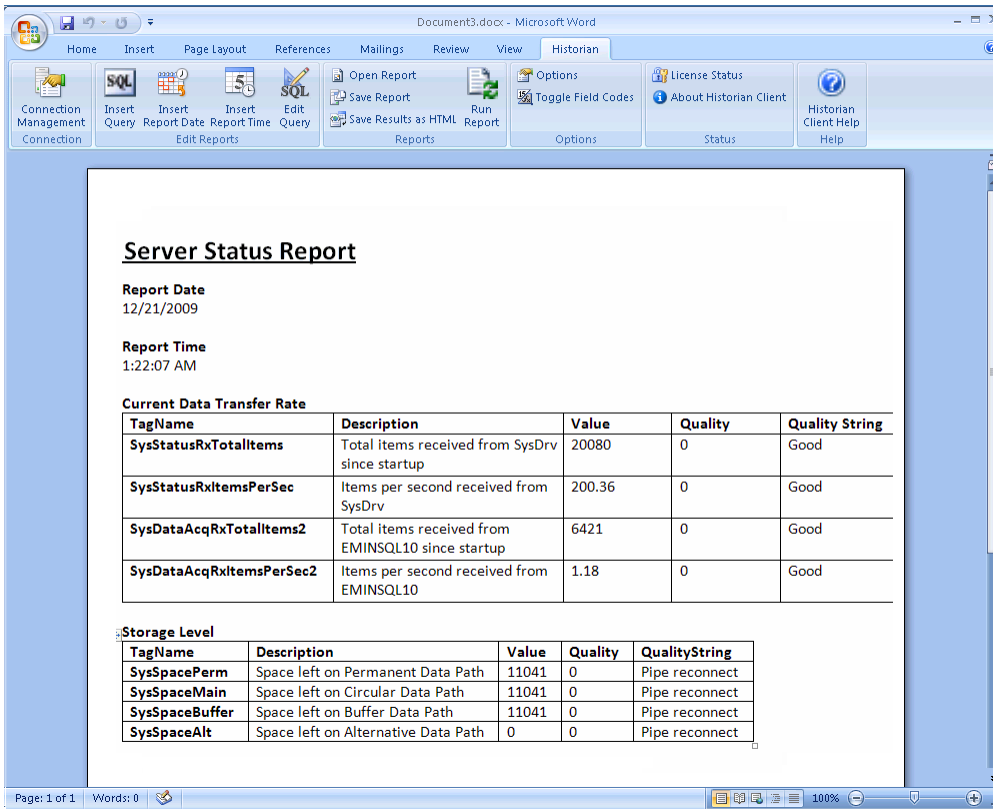 Document3.docx - Microsoft Word
Home Insert Page Layout References Mailings Review View Historian
Connection Management
Connection
SQL
Insert Query
Insert Report Date
Insert Report Time
SQL
Edit Query
Edit Reports
Open Report
Save Report
Save Results as HTML
Run Report
Reports
Options
Toggle Field Codes
Options
License Status
About Historian Client
Status
Historian Client Help
Help
Server Status Report
Report Date
12/21/2009
Report Time
1:22:07 AM
Current Data Transfer Rate
TagName Description Value Quality Quality String
SysStatusRxTotalItems Total items received from SysDrv since startup 20080 0 Good
SysStatusRxItemsPerSec Items per second received from SysDrv 200.36 0 Good
SysDataAcqRxTotalItems2 Total items received from EMINSQL10 since startup 6421 0 Good
SysDataAcqRxItemsPerSec2 Items per second received from EMINSQL10 1.18 0 Good
Storage Level
TagName Description Value Quality QualityString
SysSpacePerm Space left on Permanent Data Path 11041 0 Pipe reconnect
SysSpaceMain Space left on Circular Data Path 11041 0 Pipe reconnect
SysSpaceBuffer Space left on Buffer Data Path 11041 0 Pipe reconnect
SysSpaceAlt Space left on Alternative Data Path 0 0 Pipe reconnect
Page: 1 of 1 Words: 0 100%